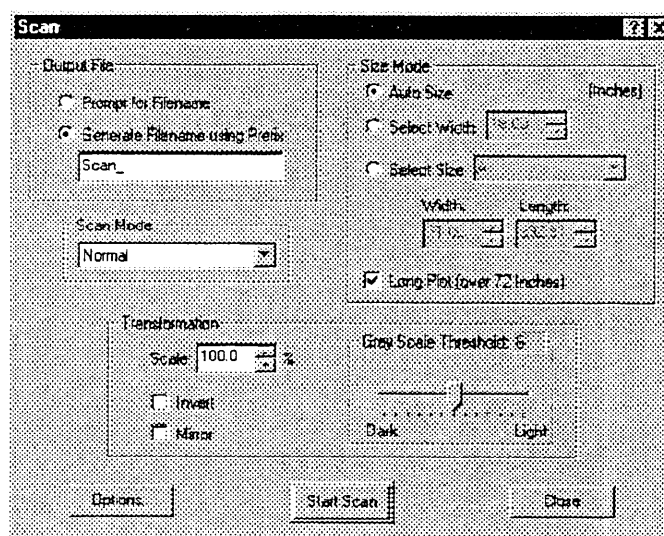 Scan
Output File
Prompt for Filename
Generate Filename using Prefix
Scan_
Scan Mode
Normal
Size Mode
Auto Size
(Inches)
Select Width
Select Size
Width:
Length:
Long Plot (over 72 Inches)
Transformation
Scale 100.0 %
Invert
Mirror
Gray Scale Threshold: 6
Dark Light
Options
Start Scan
Close